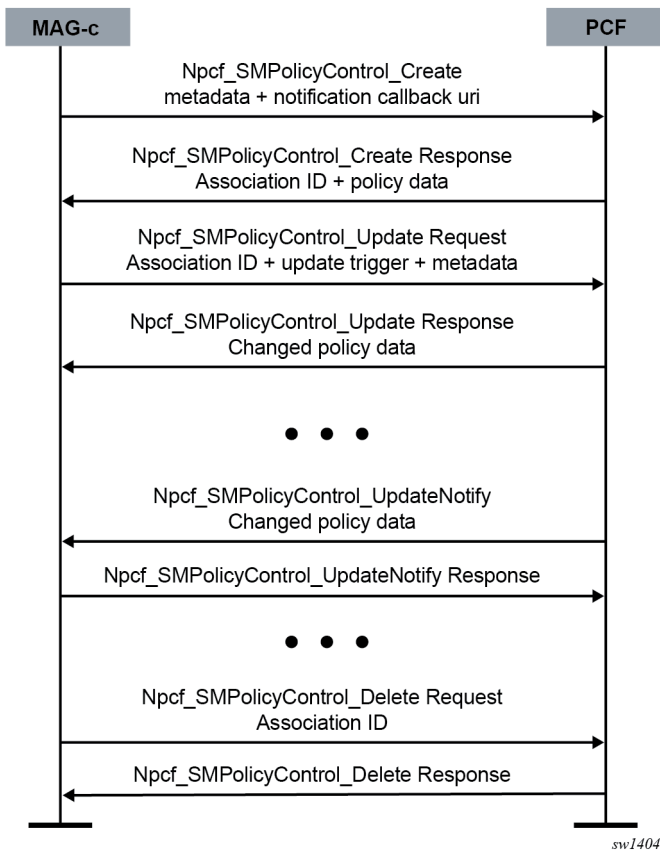 MAG-c
PCF
Npcf_SMPolicyControl_Create
metadata + notification callback uri
Npcf_SMPolicyControl_Create Response
Association ID + policy data
Npcf_SMPolicyControl_Update Request
Association ID + update trigger + metadata
Npcf_SMPolicyControl_Update Response
Changed policy data
Npcf_SMPolicyControl_UpdateNotify
Changed policy data
Npcf_SMPolicyControl_UpdateNotify Response
Npcf_SMPolicyControl_Delete Request
Association ID
Npcf_SMPolicyControl_Delete Response
sw1404